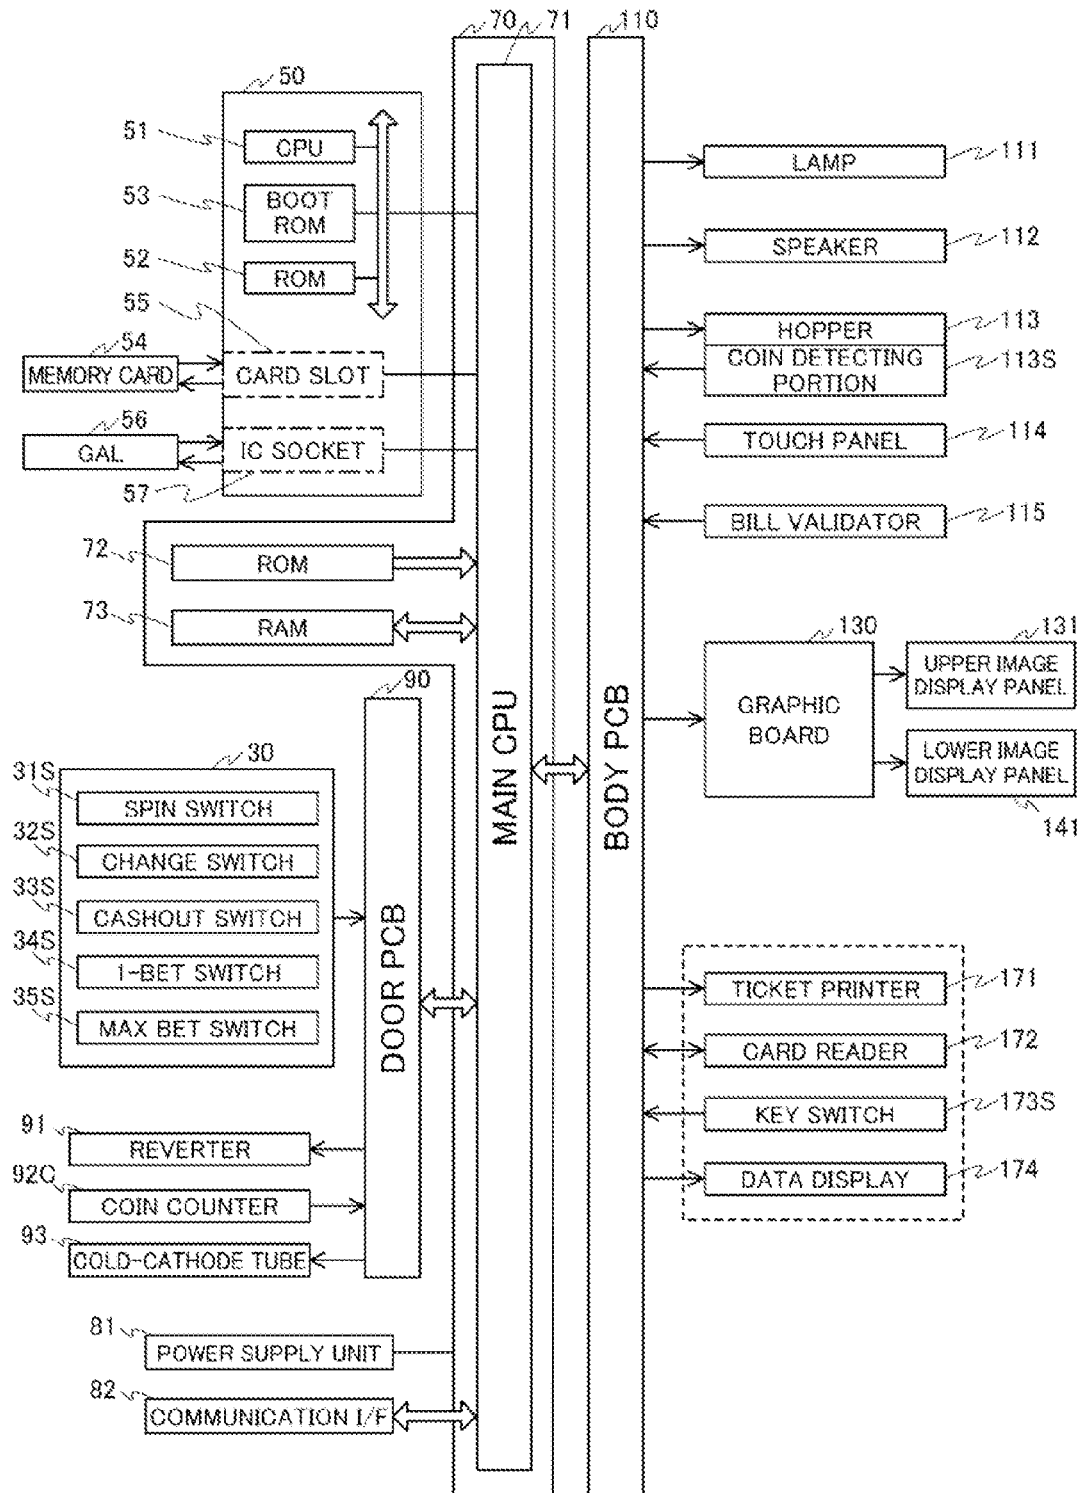 70
71
110
50
51
CPU
53
BOOT
ROM
52
ROM
55
54
MEMORY CARD
CARD SLOT
56
GAL
IC SOCKET
57
72
ROM
73
RAM
90
MAIN CPU
BODY PCB
DOOR PCB
30
31S
SPIN SWITCH
32S
CHANGE SWITCH
33S
CASHOUT SWITCH
34S
1-BET SWITCH
35S
MAX BET SWITCH
91
REVERTER
92C
COIN COUNTER
93
COLD-CATHODE TUBE
81
POWER SUPPLY UNIT
82
COMMUNICATION I/F
LAMP
111
SPEAKER
112
HOPPER
113
COIN DETECTING
PORTION
113S
TOUCH PANEL
114
BILL VALIDATOR
115
130
GRAPHIC
BOARD
131
UPPER IMAGE
DISPLAY PANEL
LOWER IMAGE
DISPLAY PANEL
141
TICKET PRINTER
171
CARD READER
172
KEY SWITCH
173S
DATA DISPLAY
174